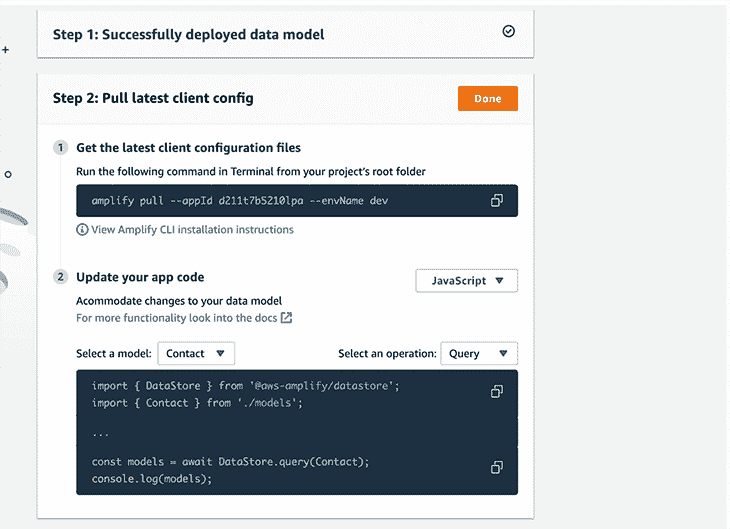 Step 1: Successfully deployed data model
Step 2: Pull latest client config
Done
1 Get the latest client configuration files
Run the following command in Terminal from your project's root folder
amplify pull --appId d211t7b5210lpa --envName dev
View Amplify CLI installation instructions
2 Update your app code
JavaScript
Acommodate changes to your data model
For more functionality look into the docs
Select a model: Contact Select an operation: Query
import { DataStore } from '@aws-amplify/datastore';
import { Contact } from './models';
...
const models = await DataStore.query(Contact);
console.log(models);